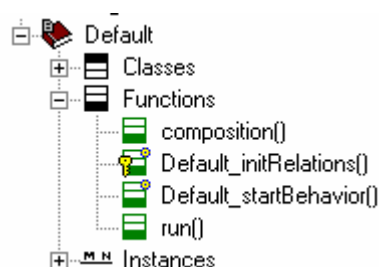 Default
Classes
Functions
composition()
Default_initRelations()
Default_startBehavior()
run()
M N Instances